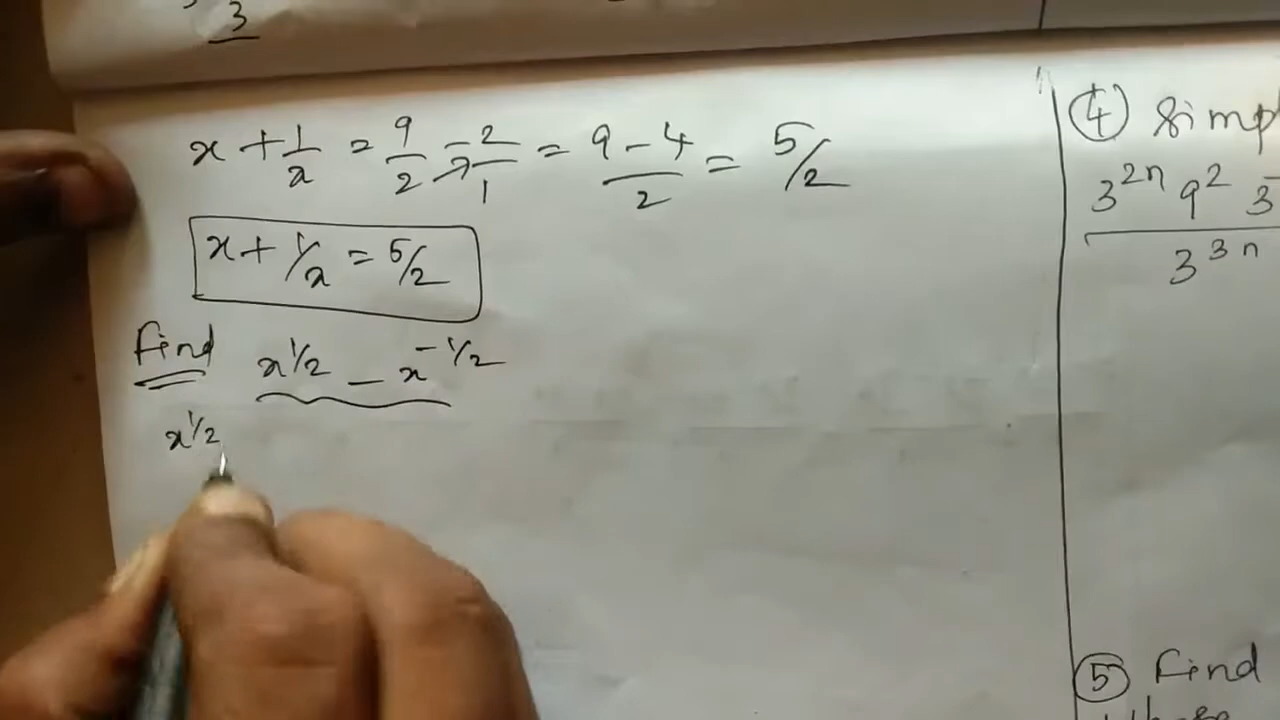 3
x + 1/x = 9/2 - 2/1 = 9 - 4/2 = 5/2
x + 1/x = 5/2
Find x^1/2 - x^-1/2
x^1/2
④ Simp
3^2n 9^2 3^-
3^3n
⑤ Find